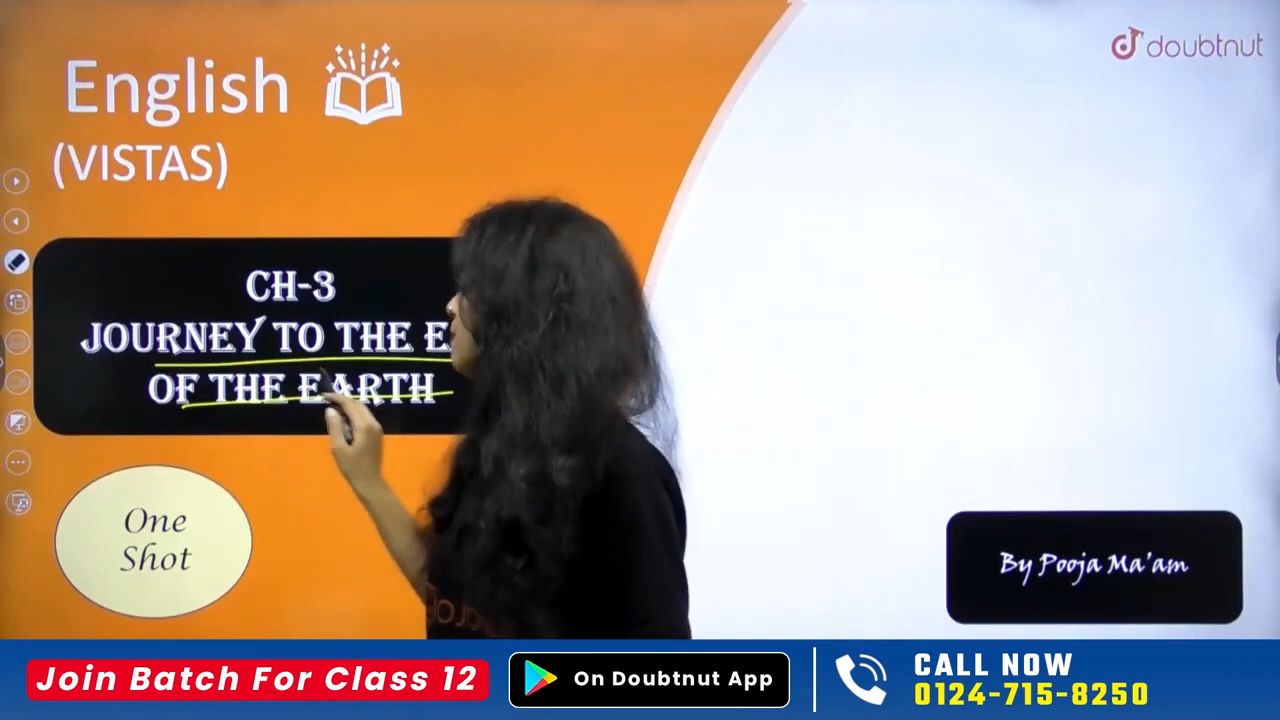 English
(VISTAS)
doubtnut
CH-3
JOURNEY TO THE E
OF THE EARTH
One
Shot
By Pooja Ma'am
Join Batch For Class 12
On Doubtnut App
CALL NOW
0124-715-8250